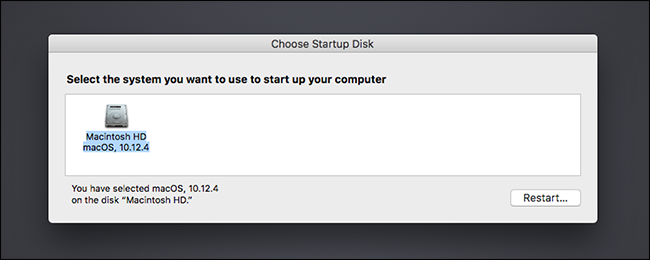 Choose Startup Disk
Select the system you want to use to start up your computer
Macintosh HD
macOS, 10.12.4
You have selected macOS, 10.12.4
on the disk “Macintosh HD.”
Restart...